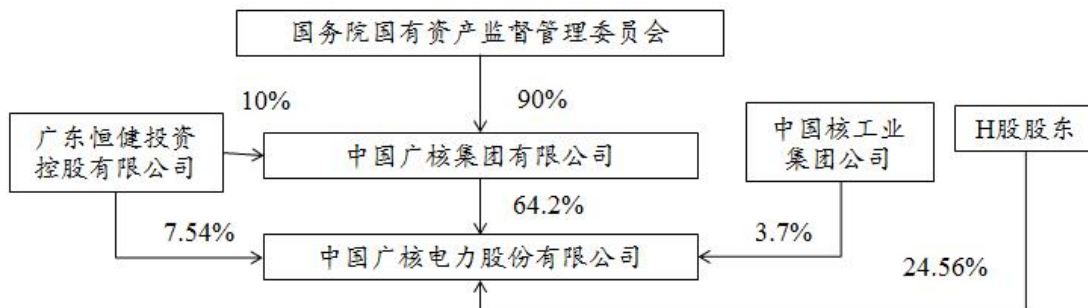 国务院国有资产监督管理委员会
10%
90%
广东恒健投资
控股有限公司
中国广核集团有限公司
中国核工业
集团公司
H股股东
64.2%
7.54%
3.7%
中国广核电力股份有限公司
24.56%